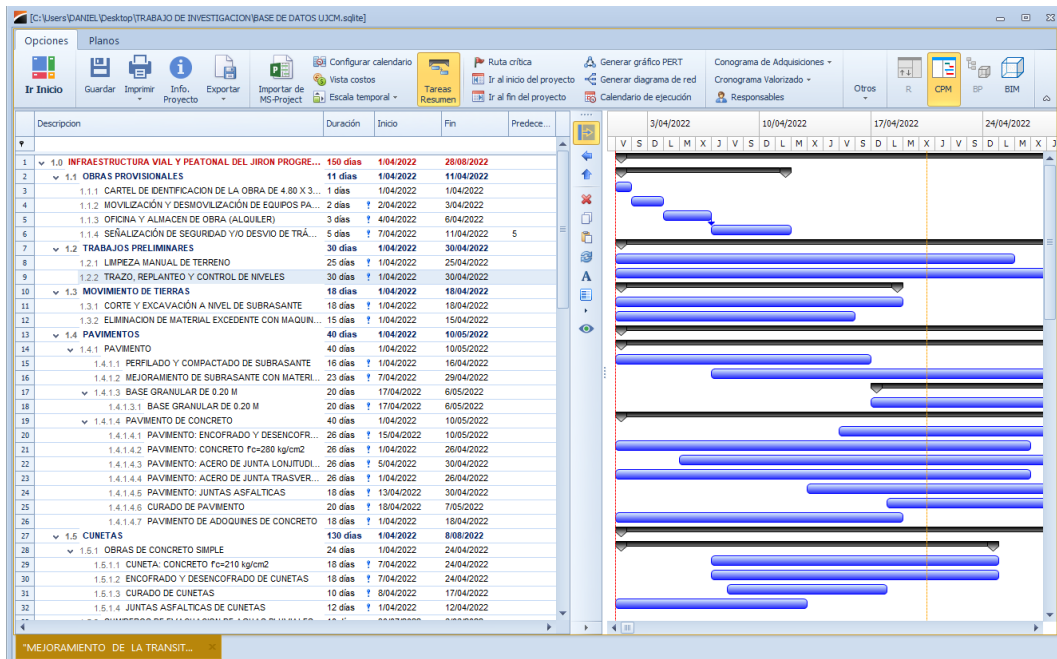 [C:\Users\DANIEL\Desktop\TRABAJO DE INVESTIGACION\BASE DE DATOS UJCM.sqlite]
Opciones Planos
Ir Inicio
Guardar
Imprimir
Info. Proyecto
Exportar
Importar de MS-Project
Configurar calendario
Vista costos
Escala temporal
Tareas Resumen
Ruta crítica
Ir al inicio del proyecto
Ir al fin del proyecto
Generar gráfico PERT
Generar diagrama de red
Calendario de ejecución
Conograma de Adquisiciones
Cronograma Valorizado
Responsables
Otros
R
CPM
BP
BIM
Descripcion Duración Inicio Fin Predece...
3/04/2022 10/04/2022 17/04/2022 24/04/2022
V S D L M X J V S D L M X J V S D L M X J V S D L M X J
1 1.0 INFRAESTRUCTURA VIAL Y PEATONAL DEL JIRON PROGRE... 150 días 1/04/2022 28/08/2022
2 1.1 OBRAS PROVISIONALES 11 días 1/04/2022 11/04/2022
3 1.1.1 CARTEL DE IDENTIFICACION DE LA OBRA DE 4.80 X 3... 1 días 1/04/2022 1/04/2022
4 1.1.2 MOVILIZACIÓN Y DESMOVILIZACIÓN DE EQUIPOS PA... 2 días 2/04/2022 3/04/2022
5 1.1.3 OFICINA Y ALMACEN DE OBRA (ALQUILER) 3 días 4/04/2022 6/04/2022
6 1.1.4 SEÑALIZACIÓN DE SEGURIDAD Y/O DESVIO DE TRÁ... 5 días 7/04/2022 11/04/2022 5
7 1.2 TRABAJOS PRELIMINARES 30 días 1/04/2022 30/04/2022
8 1.2.1 LIMPEZA MANUAL DE TERRENO 25 días 1/04/2022 25/04/2022
9 1.2.2 TRAZO, REPLANTEO Y CONTROL DE NIVELES 30 días 1/04/2022 30/04/2022
10 1.3 MOVIMIENTO DE TIERRAS 18 días 1/04/2022 18/04/2022
11 1.3.1 CORTE Y EXCAVACIÓN A NIVEL DE SUBRASANTE 18 días 1/04/2022 18/04/2022
12 1.3.2 ELIMINACION DE MATERIAL EXCEDENTE CON MAQUIN... 15 días 1/04/2022 15/04/2022
13 1.4 PAVIMENTOS 40 días 1/04/2022 10/05/2022
14 1.4.1 PAVIMENTO 40 días 1/04/2022 10/05/2022
15 1.4.1.1 PERFILADO Y COMPACTADO DE SUBRASANTE 16 días 1/04/2022 16/04/2022
16 1.4.1.2 MEJORAMIENTO DE SUBRASANTE CON MATERI... 23 días 7/04/2022 29/04/2022
17 1.4.1.3 BASE GRANULAR DE 0.20 M 20 días 17/04/2022 6/05/2022
18 1.4.1.3.1 BASE GRANULAR DE 0.20 M 20 días 17/04/2022 6/05/2022
19 1.4.1.4 PAVIMENTO DE CONCRETO 40 días 1/04/2022 10/05/2022
20 1.4.1.4.1 PAVIMENTO: ENCOFRADO Y DESENCOFR... 26 días 15/04/2022 10/05/2022
21 1.4.1.4.2 PAVIMENTO: CONCRETO f'c=280 kg/cm2 26 días 1/04/2022 26/04/2022
22 1.4.1.4.3 PAVIMENTO: ACERO DE JUNTA LONJITUDI... 26 días 5/04/2022 30/04/2022
23 1.4.1.4.4 PAVIMENTO: ACERO DE JUNTA TRASVER... 26 días 1/04/2022 26/04/2022
24 1.4.1.4.5 PAVIMENTO: JUNTAS ASFALTICAS 18 días 13/04/2022 30/04/2022
25 1.4.1.4.6 CURADO DE PAVIMENTO 20 días 18/04/2022 7/05/2022
26 1.4.1.4.7 PAVIMENTO DE ADOQUINES DE CONCRETO 18 días 1/04/2022 18/04/2022
27 1.5 CUNETAS 130 días 1/04/2022 8/08/2022
28 1.5.1 OBRAS DE CONCRETO SIMPLE 24 días 1/04/2022 24/04/2022
29 1.5.1.1 CUNETA: CONCRETO f'c=210 kg/cm2 18 días 7/04/2022 24/04/2022
30 1.5.1.2 ENCOFRADO Y DESENCOFRADO DE CUNETAS 18 días 7/04/2022 24/04/2022
31 1.5.1.3 CURADO DE CUNETAS 10 días 8/04/2022 17/04/2022
32 1.5.1.4 JUNTAS ASFALTICAS DE CUNETAS 12 días 1/04/2022 12/04/2022
"MEJORAMIENTO DE LA TRANSIT...